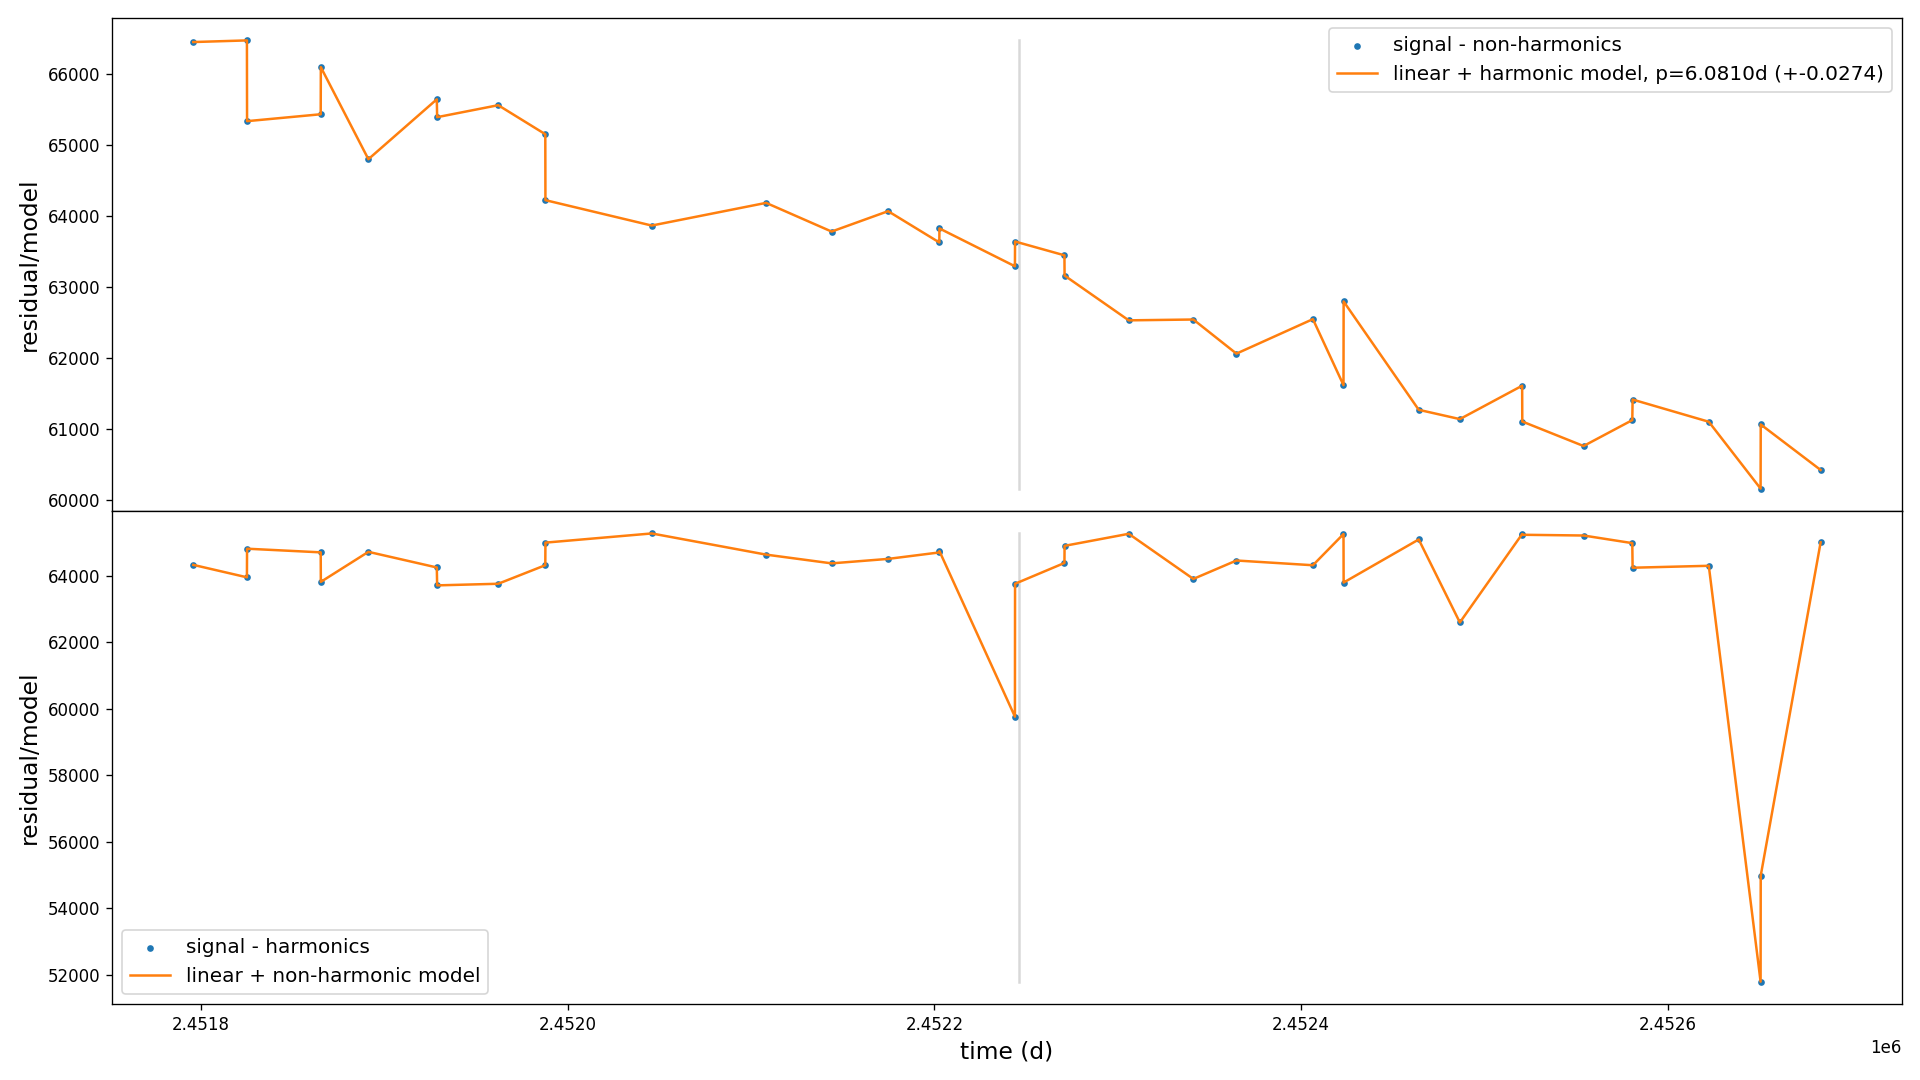 residual/model
66000
65000
64000
63000
62000
61000
60000
signal - non-harmonics
linear + harmonic model, p=6.0810d (+-0.0274)
residual/model
64000
62000
60000
58000
56000
54000
52000
signal - harmonics
linear + non-harmonic model
2.4518
2.4520
2.4522
2.4524
2.4526
time (d)
1e6